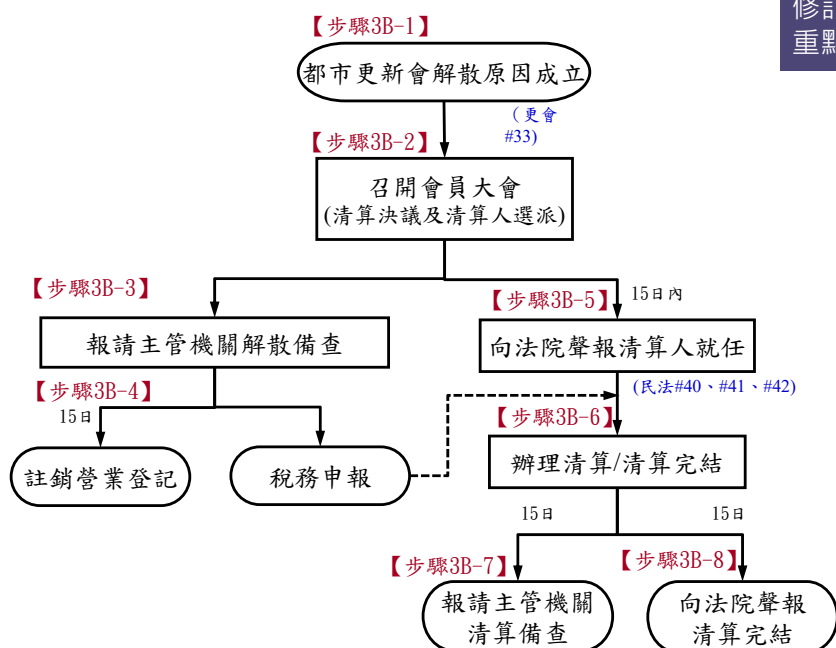 修訂
重點
【步驟3B-1】
都市更新會解散原因成立
(更會
#33)
【步驟3B-2】
召開會員大會
(清算決議及清算人選派)
【步驟3B-3】
報請主管機關解散備查
【步驟3B-5】
15日內
向法院聲報清算人就任
(民法#40、#41、#42)
【步驟3B-4】
15日
註銷營業登記
稅務申報
【步驟3B-6】
辦理清算/清算完結
15日
15日
【步驟3B-7】
報請主管機關
清算備查
【步驟3B-8】
向法院聲報
清算完結